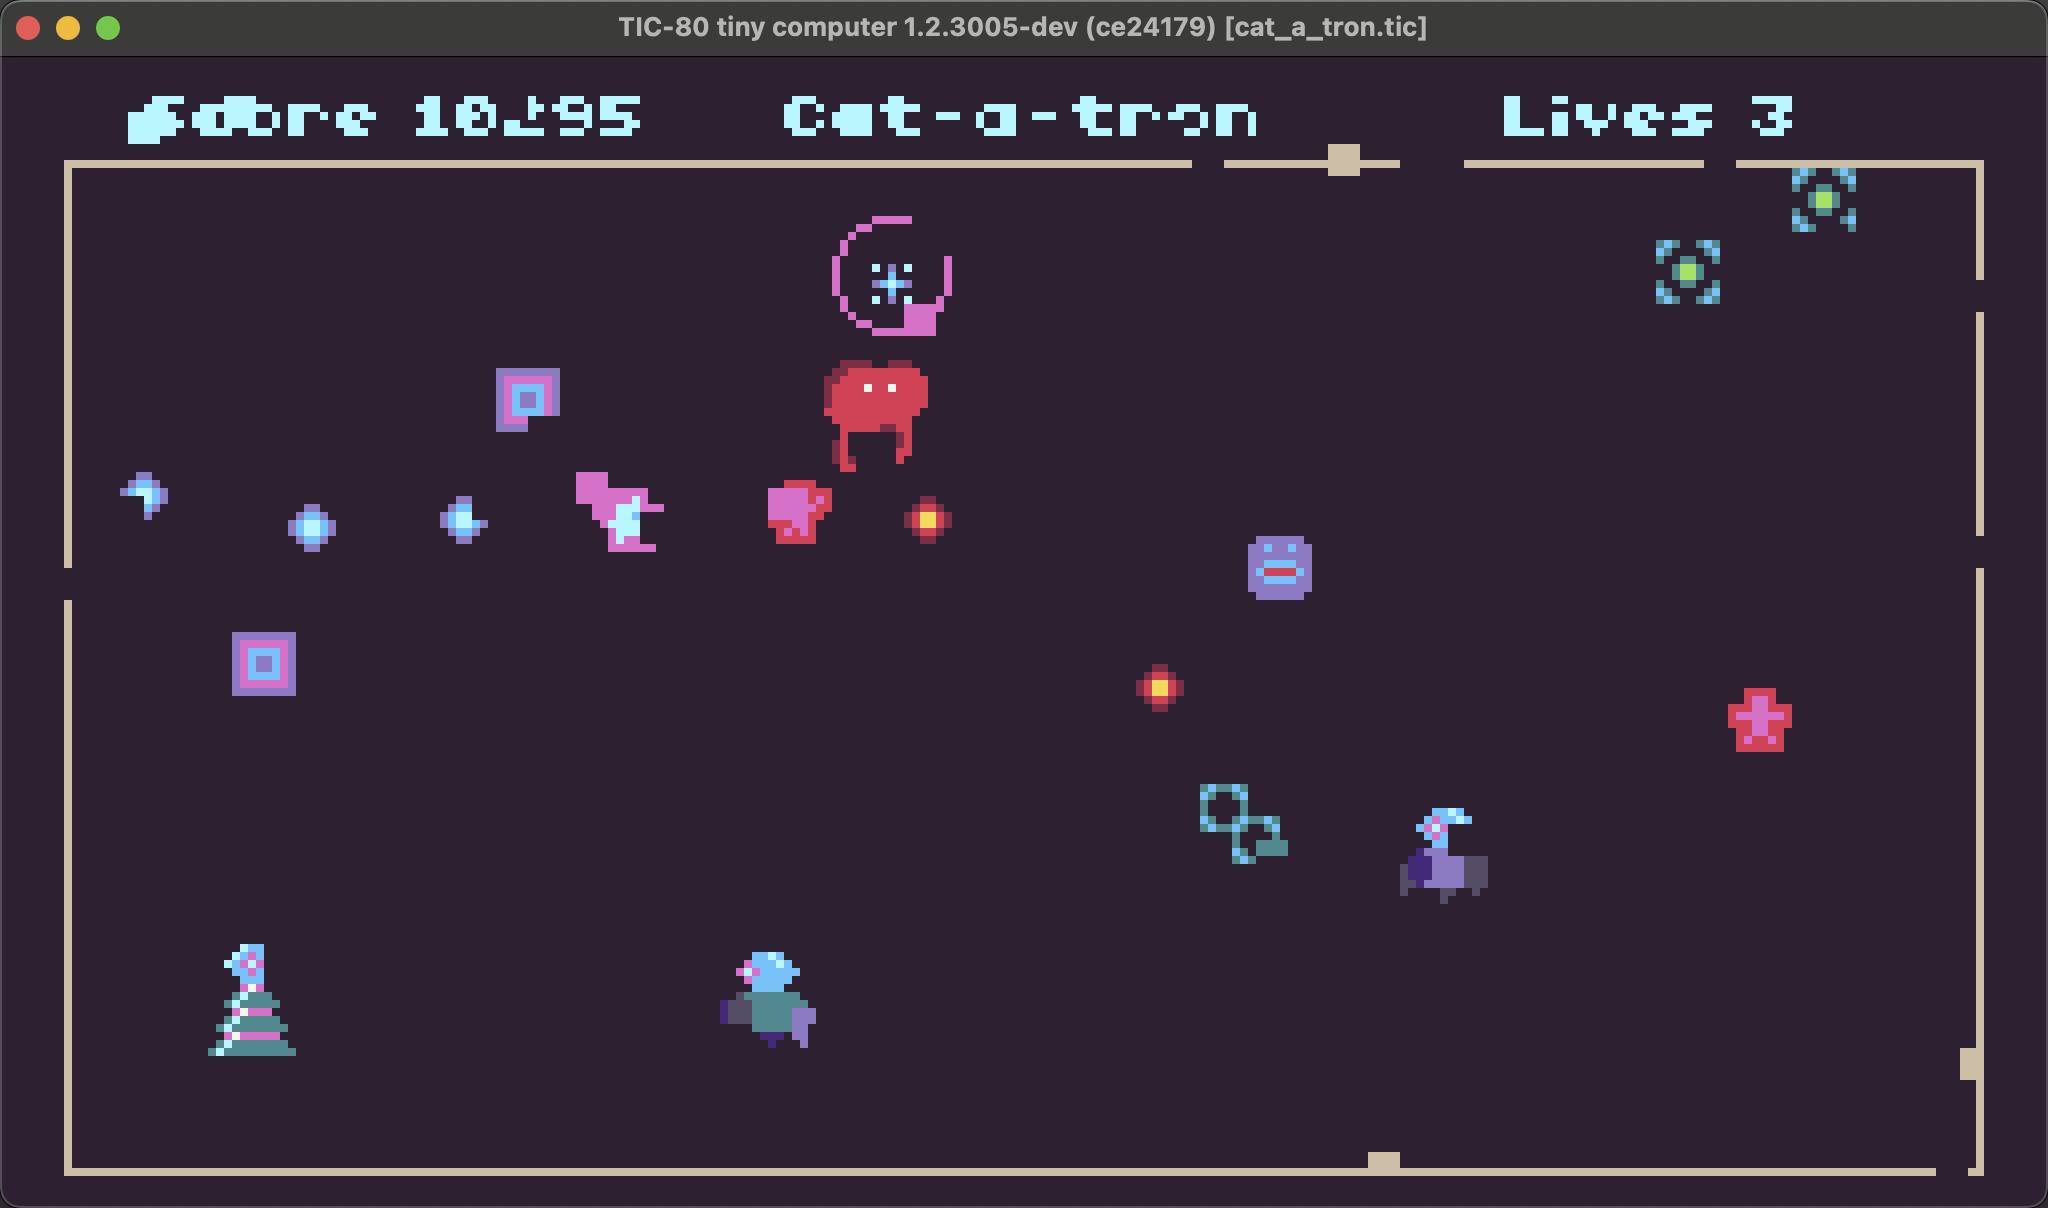 TIC-80 tiny computer 1.2.3005-dev (ce24179) [cat_a_tron.tic]
Cat-a-tron Lives 3